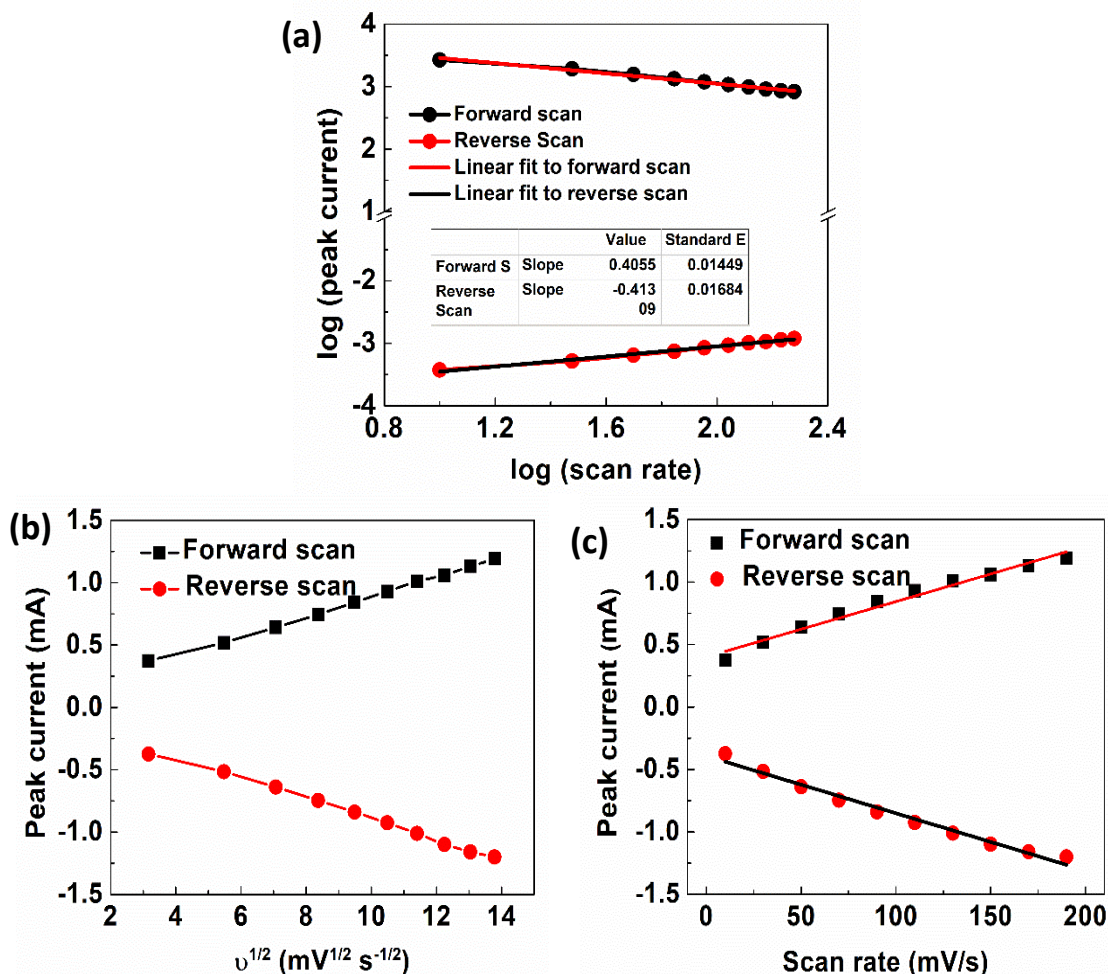 (a)
4
3
2
1
-2
-3
-4
log (peak current)
Forward scan
Reverse Scan
Linear fit to forward scan
Linear fit to reverse scan
Value Standard E
Forward S Slope 0.4055 0.01449
Reverse Slope -0.413 0.01684
Scan 09
0.8 1.2 1.6 2.0 2.4
log (scan rate)
(b)
1.5
1.0
0.5
0.0
-0.5
-1.0
-1.5
Peak current (mA)
Forward scan
Reverse scan
2 4 6 8 10 12 14
υ^1/2 (mV^1/2 s^-1/2)
(c)
1.5
1.0
0.5
0.0
-0.5
-1.0
-1.5
Peak current (mA)
Forward scan
Reverse scan
0 50 100 150 200
Scan rate (mV/s)